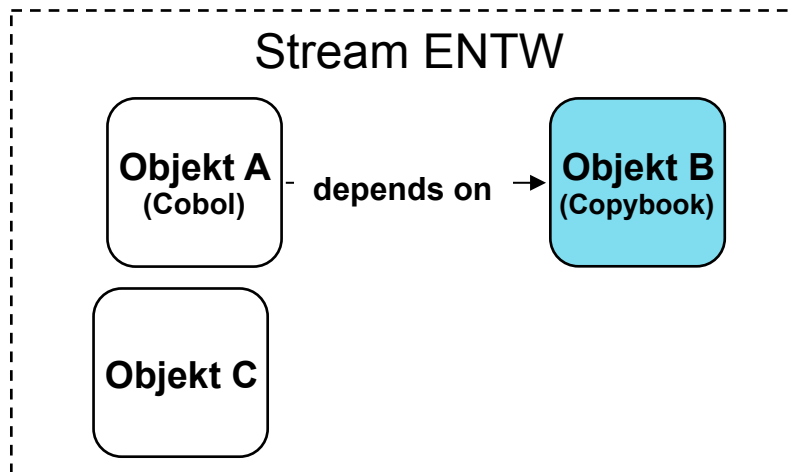 Stream ENTW
Objekt A
(Cobol)
depends on
Objekt B
(Copybook)
Objekt C